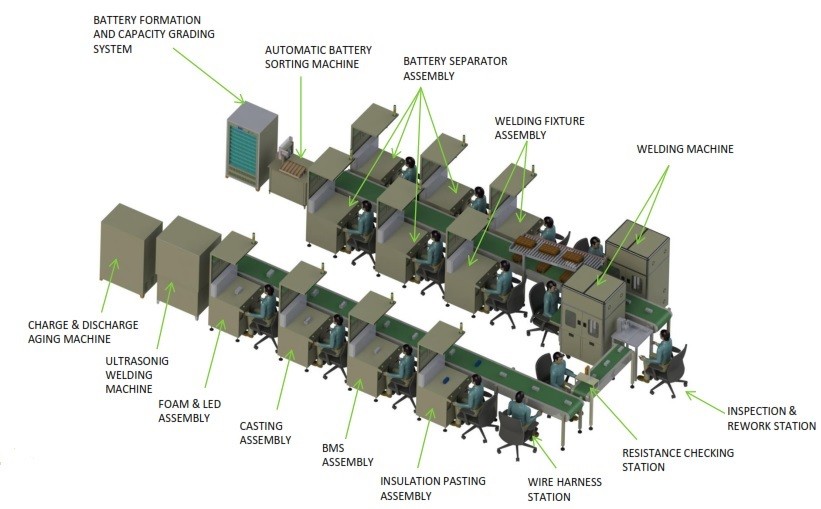 BATTERY FORMATION
AND CAPACITY GRADING
SYSTEM
AUTOMATIC BATTERY
SORTING MACHINE
BATTERY SEPARATOR
ASSEMBLY
WELDING FIXTURE
ASSEMBLY
WELDING MACHINE
CHARGE & DISCHARGE
AGING MACHINE
ULTRASONIG
WELDING
MACHINE
FOAM & LED
ASSEMBLY
CASTING
ASSEMBLY
BMS
ASSEMBLY
INSULATION PASTING
ASSEMBLY
WIRE HARNESS
STATION
RESISTANCE CHECKING
STATION
INSPECTION &
REWORK STATION